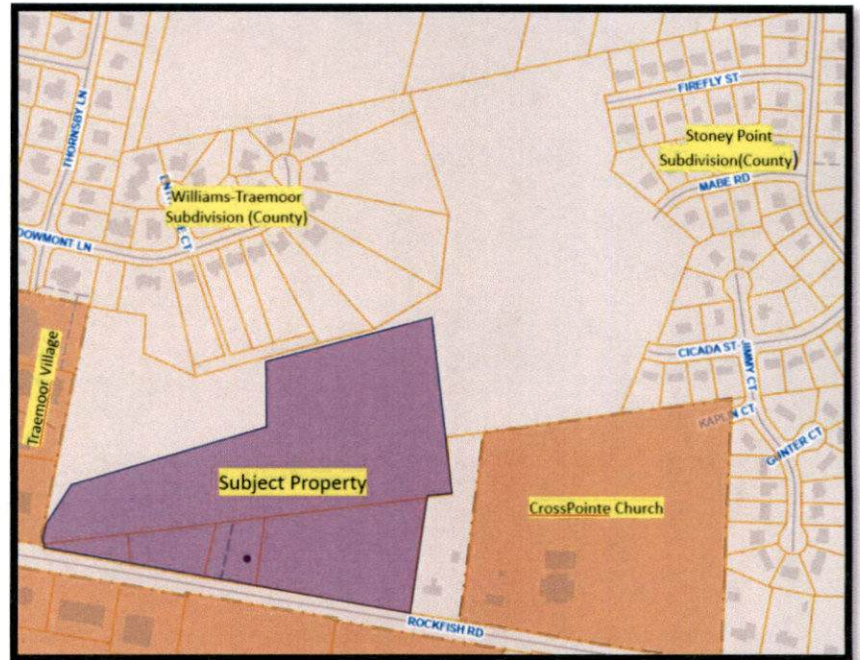 FIREFLY ST
THORNSBY LN
Stoney Point
Subdivision(County)
MABE RD
Williams-Traemoor
Subdivision (County)
DOWMONT LN
Traemoor Village
CICADA ST
JIMMY CT
KAPLIN CT
GUNTER CT
Subject Property
CrossPointe Church
ROCKFISH RD